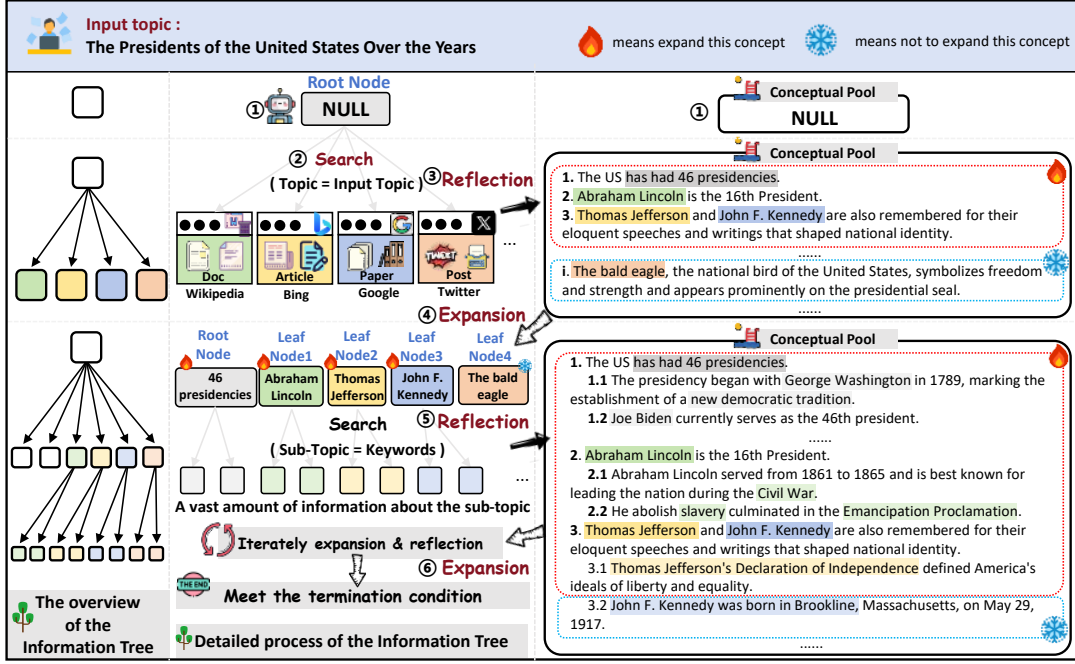 Input topic :
The Presidents of the United States Over the Years
means expand this concept
means not to expand this concept
Root Node
①
NULL
② Search
( Topic = Input Topic )
③ Reflection
Doc
Article
Paper
TWEET
Post
...
Wikipedia
Bing
Google
Twitter
④ Expansion
Root
Node
Leaf
Node1
Leaf
Node2
Leaf
Node3
Leaf
Node4
46
presidencies
Abraham
Lincoln
Thomas
Jefferson
John F.
Kennedy
The bald
eagle
Search
⑤ Reflection
( Sub-Topic = Keywords )
...
A vast amount of information about the sub-topic
Iterately expansion & reflection
⑥ Expansion
THE END
Meet the termination condition
The overview
of the
Information Tree
Detailed process of the Information Tree
①
Conceptual Pool
NULL
Conceptual Pool
1. The US has had 46 presidencies.
2. Abraham Lincoln is the 16th President.
3. Thomas Jefferson and John F. Kennedy are also remembered for their
eloquent speeches and writings that shaped national identity.
......
i. The bald eagle, the national bird of the United States, symbolizes freedom
and strength and appears prominently on the presidential seal.
......
Conceptual Pool
1. The US has had 46 presidencies.
1.1 The presidency began with George Washington in 1789, marking the
establishment of a new democratic tradition.
1.2 Joe Biden currently serves as the 46th president.
......
2. Abraham Lincoln is the 16th President.
2.1 Abraham Lincoln served from 1861 to 1865 and is best known for
leading the nation during the Civil War.
2.2 He abolish slavery culminated in the Emancipation Proclamation.
3. Thomas Jefferson and John F. Kennedy are also remembered for their
eloquent speeches and writings that shaped national identity.
3.1 Thomas Jefferson's Declaration of Independence defined America's
ideals of liberty and equality.
3.2 John F. Kennedy was born in Brookline, Massachusetts, on May 29,
1917.
......